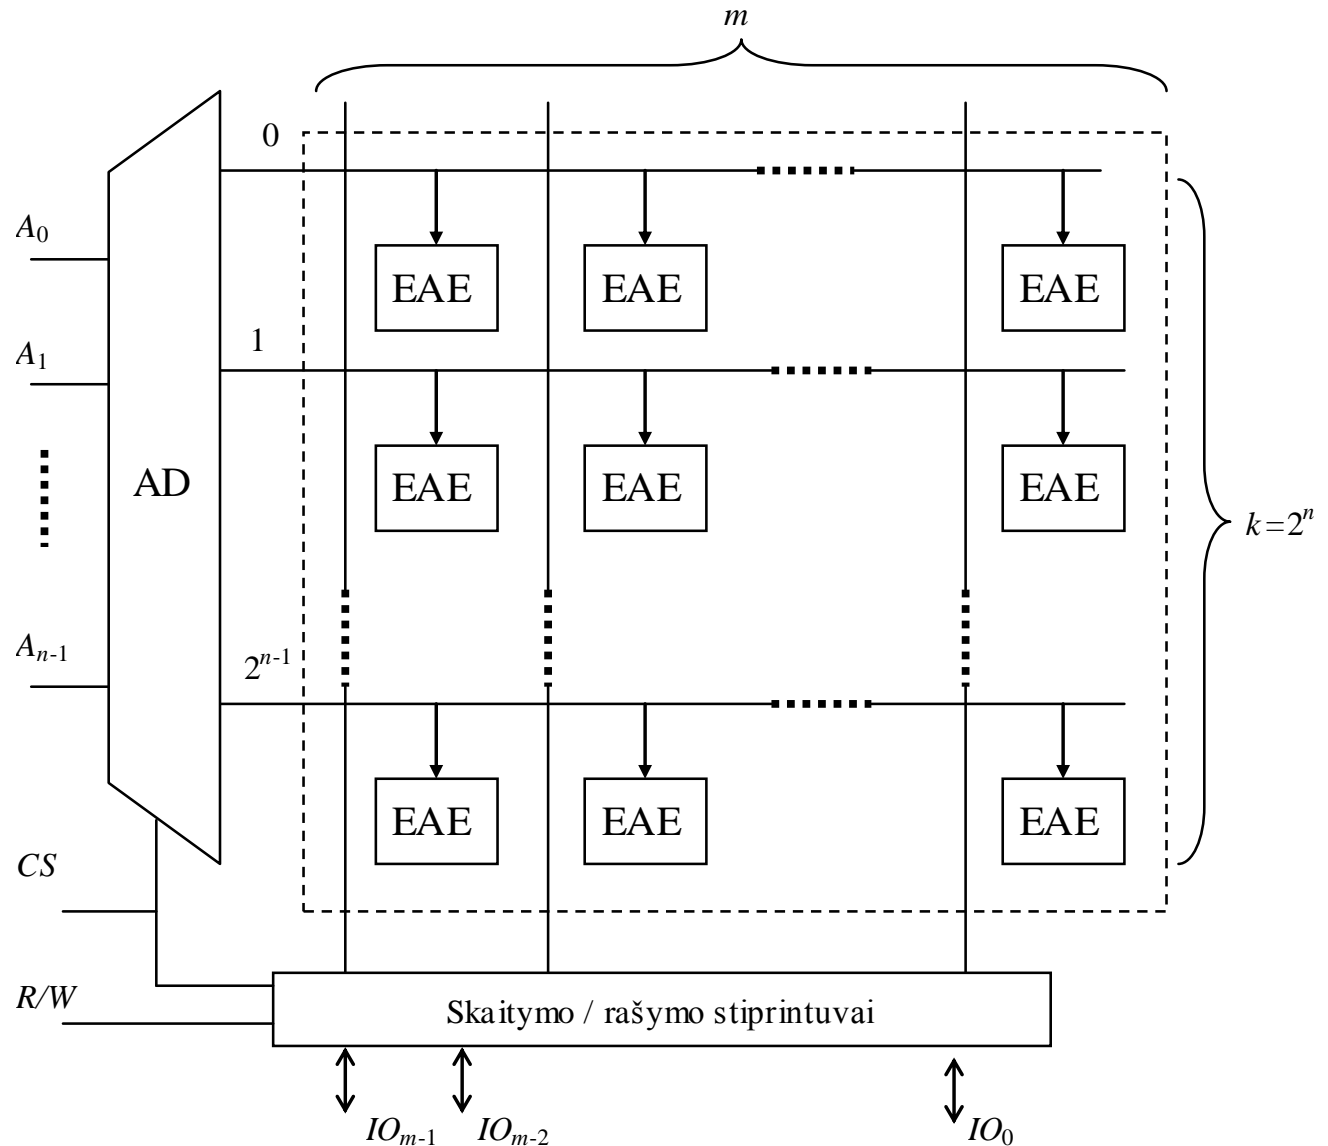 m
0
A₀
EAE EAE EAE
1
A₁
EAE EAE EAE
AD
k=2ⁿ
Aₙ₋₁
2ⁿ⁻¹
EAE EAE EAE
CS
R/W
Skaitymo / rašymo stiprintuvai
IOₘ₋₁ IOₘ₋₂ IO₀